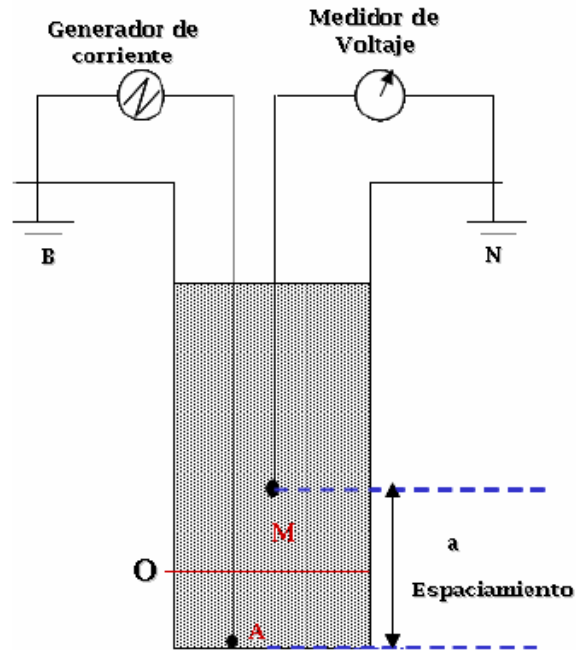 Generador de
corriente
Medidor de
Voltaje
B
N
M
a
O
Espaciamiento
A